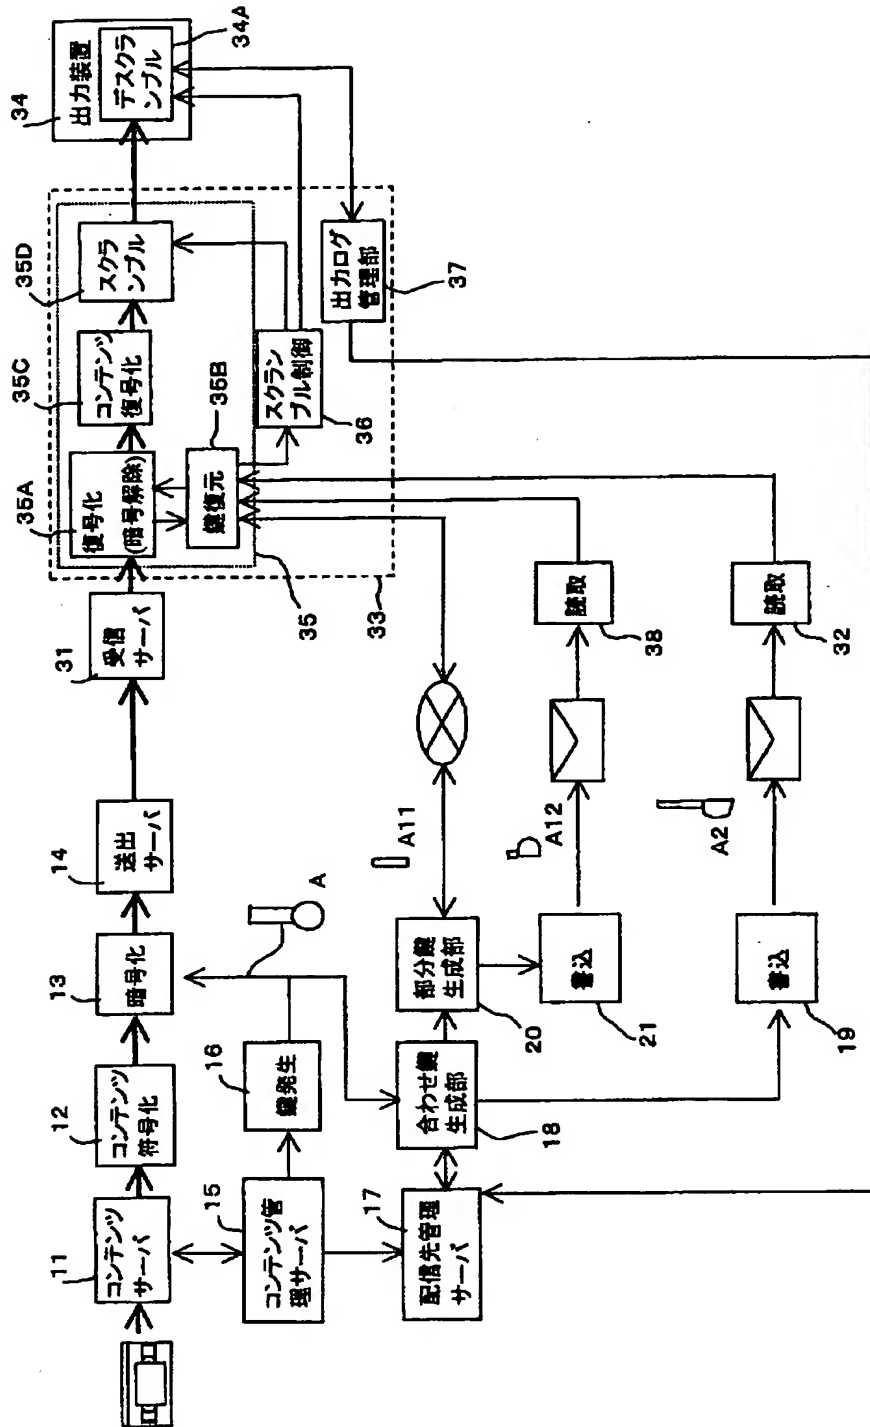 11
コンテンツ
サーバ
12
コンテンツ
符号化
13
暗号化
14
送出
サーバ
31
受信
サーバ
35A
復号化
(暗号解除)
35C
コンテンツ
復号化
35D
スクラ
ンブル
34
出力装置
デスクラ
ンブル
34A
15
コンテンツ管
理サーバ
16
鍵発生
A
35B
鍵復元
スクラン
ブル制御
36
出力ログ
管理部
37
35
33
17
配信先管理
サーバ
合わせ鍵
生成部
18
部分鍵
生成部
20
A11
書込
21
A12
読取
38
書込
19
A2
読取
32